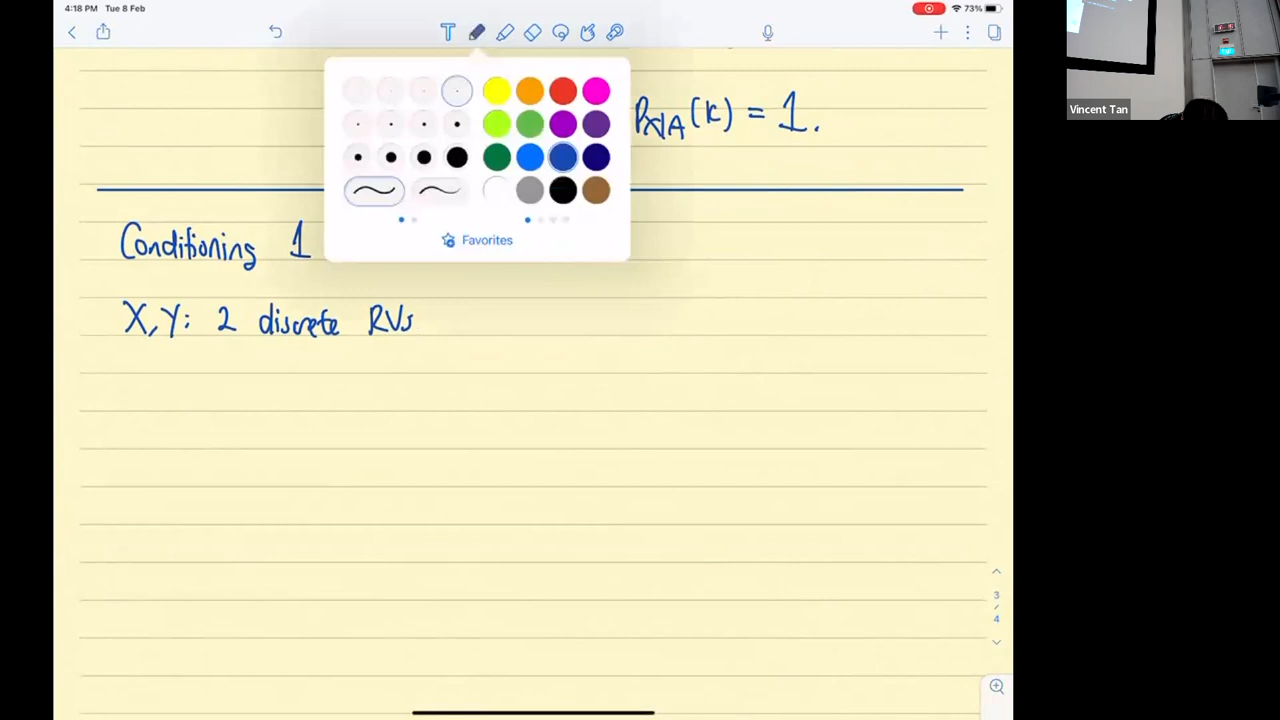 4:18 PM Tue 8 Feb
73%
T
Vincent Tan
P_{X|A}(k) = 1.
Favorites
Conditioning 1
X, Y: 2 discrete RVs
3
/
4